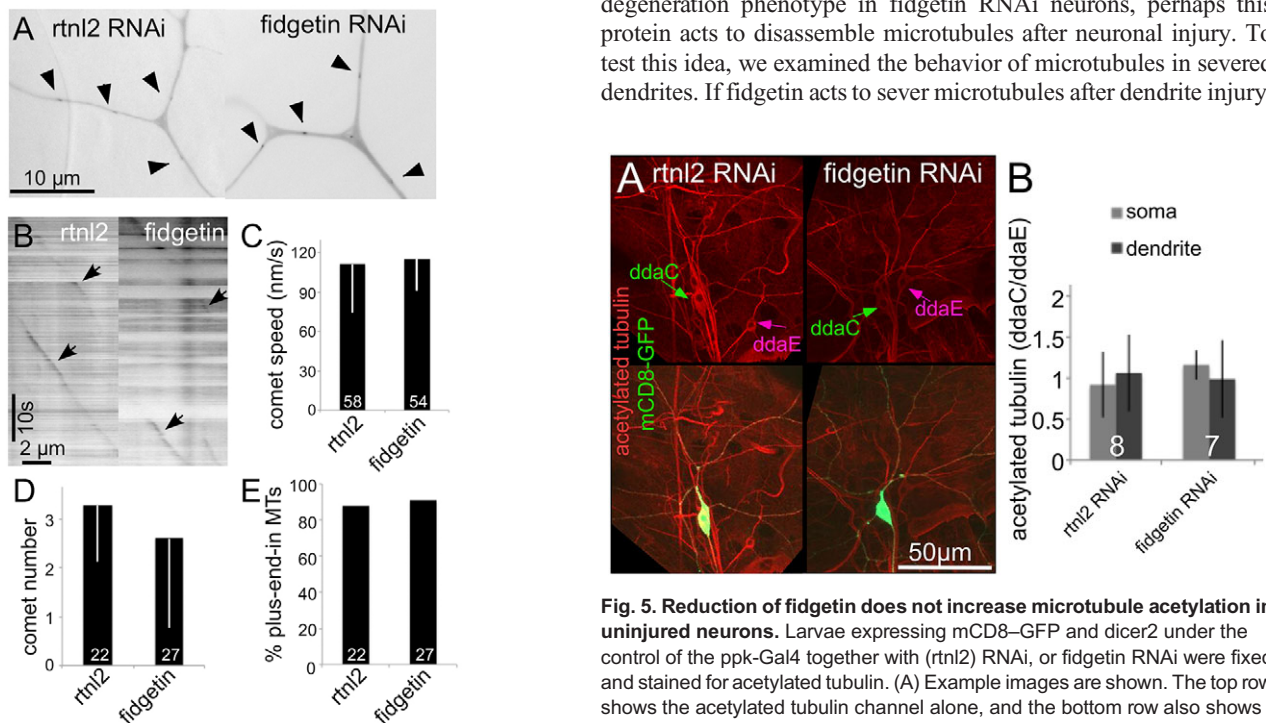 A
rtnl2 RNAi
fidgetin RNAi
10 µm
B
rtnl2
fidgetin
10s
2 µm
C
comet speed (nm/s)
120
90
60
30
0
58
54
rtnl2
fidgetin
D
comet number
3
2
1
0
22
27
rtnl2
fidgetin
E
% plus-end-in MTs
100
80
60
40
20
0
22
27
rtnl2
fidgetin
degeneration phenotype in fidgetin RNAi neurons, perhaps this
protein acts to disassemble microtubules after neuronal injury. To
test this idea, we examined the behavior of microtubules in severed
dendrites. If fidgetin acts to sever microtubules after dendrite injury
A
rtnl2 RNAi
fidgetin RNAi
ddaC
ddaE
ddaC
ddaE
acetylated tubulin
mCD8-GFP
50µm
B
soma
dendrite
acetylated tubulin (ddaC/ddaE)
2
1.5
1
0.5
0
8
7
rtnl2 RNAi
fidgetin RNAi
Fig. 5. Reduction of fidgetin does not increase microtubule acetylation in
uninjured neurons. Larvae expressing mCD8–GFP and dicer2 under the
control of the ppk-Gal4 together with (rtnl2) RNAi, or fidgetin RNAi were fixed
and stained for acetylated tubulin. (A) Example images are shown. The top row
shows the acetylated tubulin channel alone, and the bottom row also shows